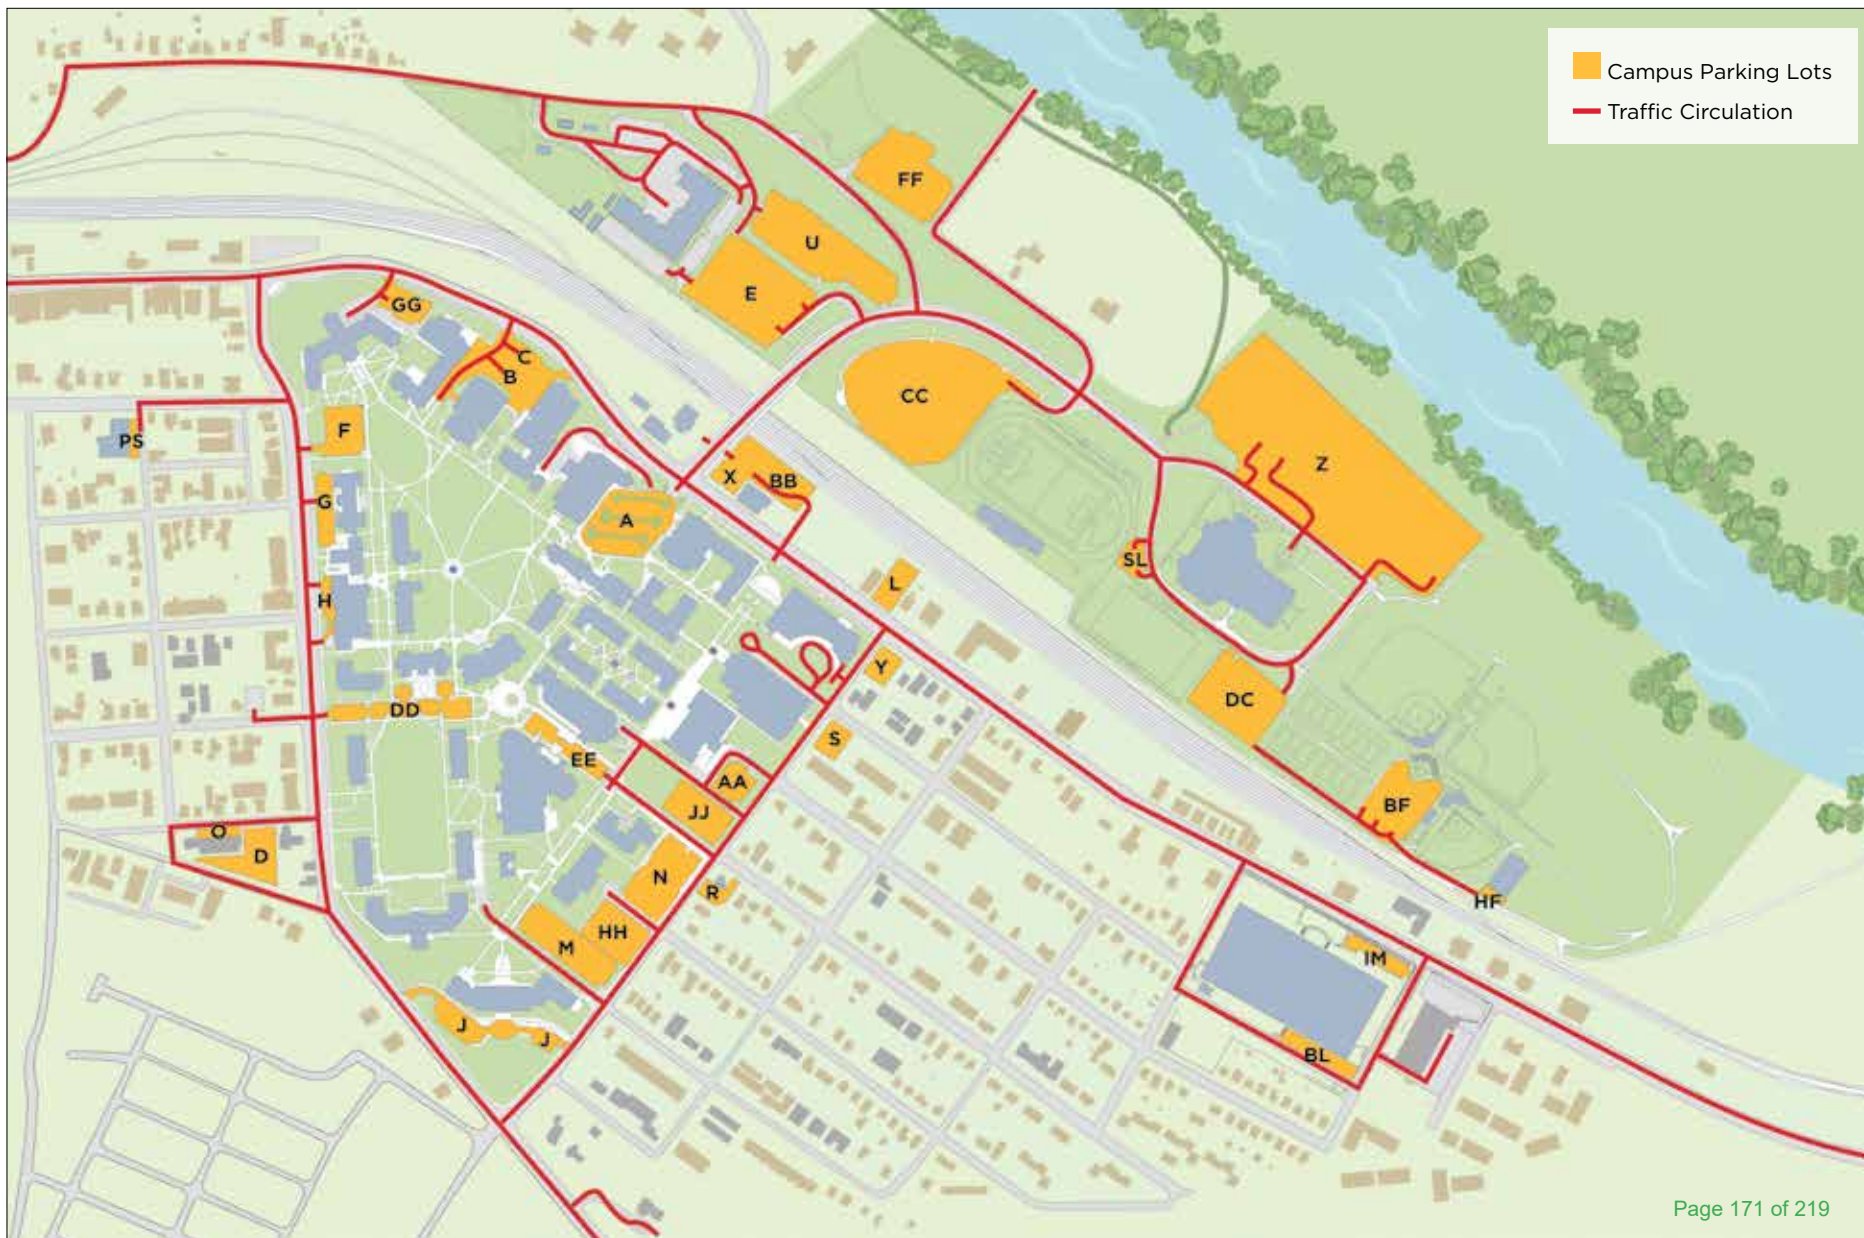 Campus Parking Lots
Traffic Circulation
FF
U
E
GG
C
B
CC
F
PS
Z
X
BB
G
A
SL
L
H
Y
DC
DD
S
EE
AA
JJ
BF
O
D
N
R
HF
HH
M
IM
J
J
BL
Page 171 of 219